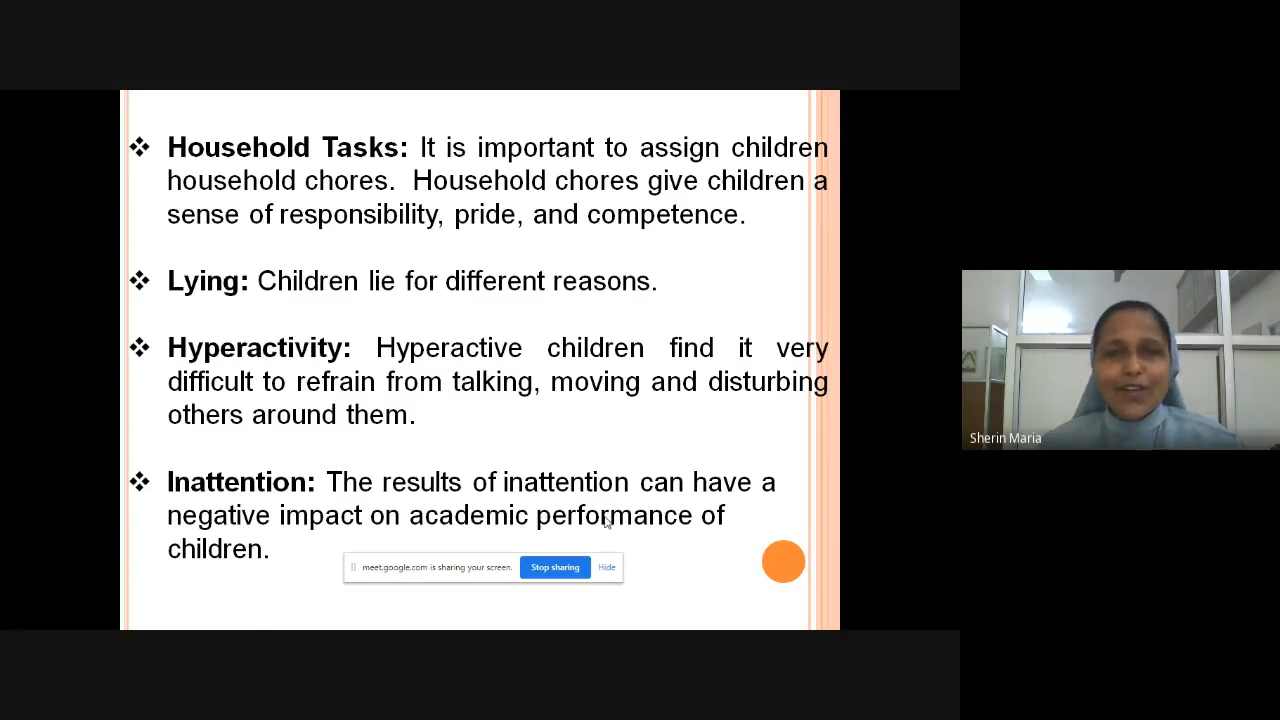 ❖ Household Tasks: It is important to assign children
household chores. Household chores give children a
sense of responsibility, pride, and competence.
❖ Lying: Children lie for different reasons.
❖ Hyperactivity: Hyperactive children find it very
difficult to refrain from talking, moving and disturbing
others around them.
❖ Inattention: The results of inattention can have a
negative impact on academic performance of
children.
meet.google.com is sharing your screen. Stop sharing Hide
Sherin Maria